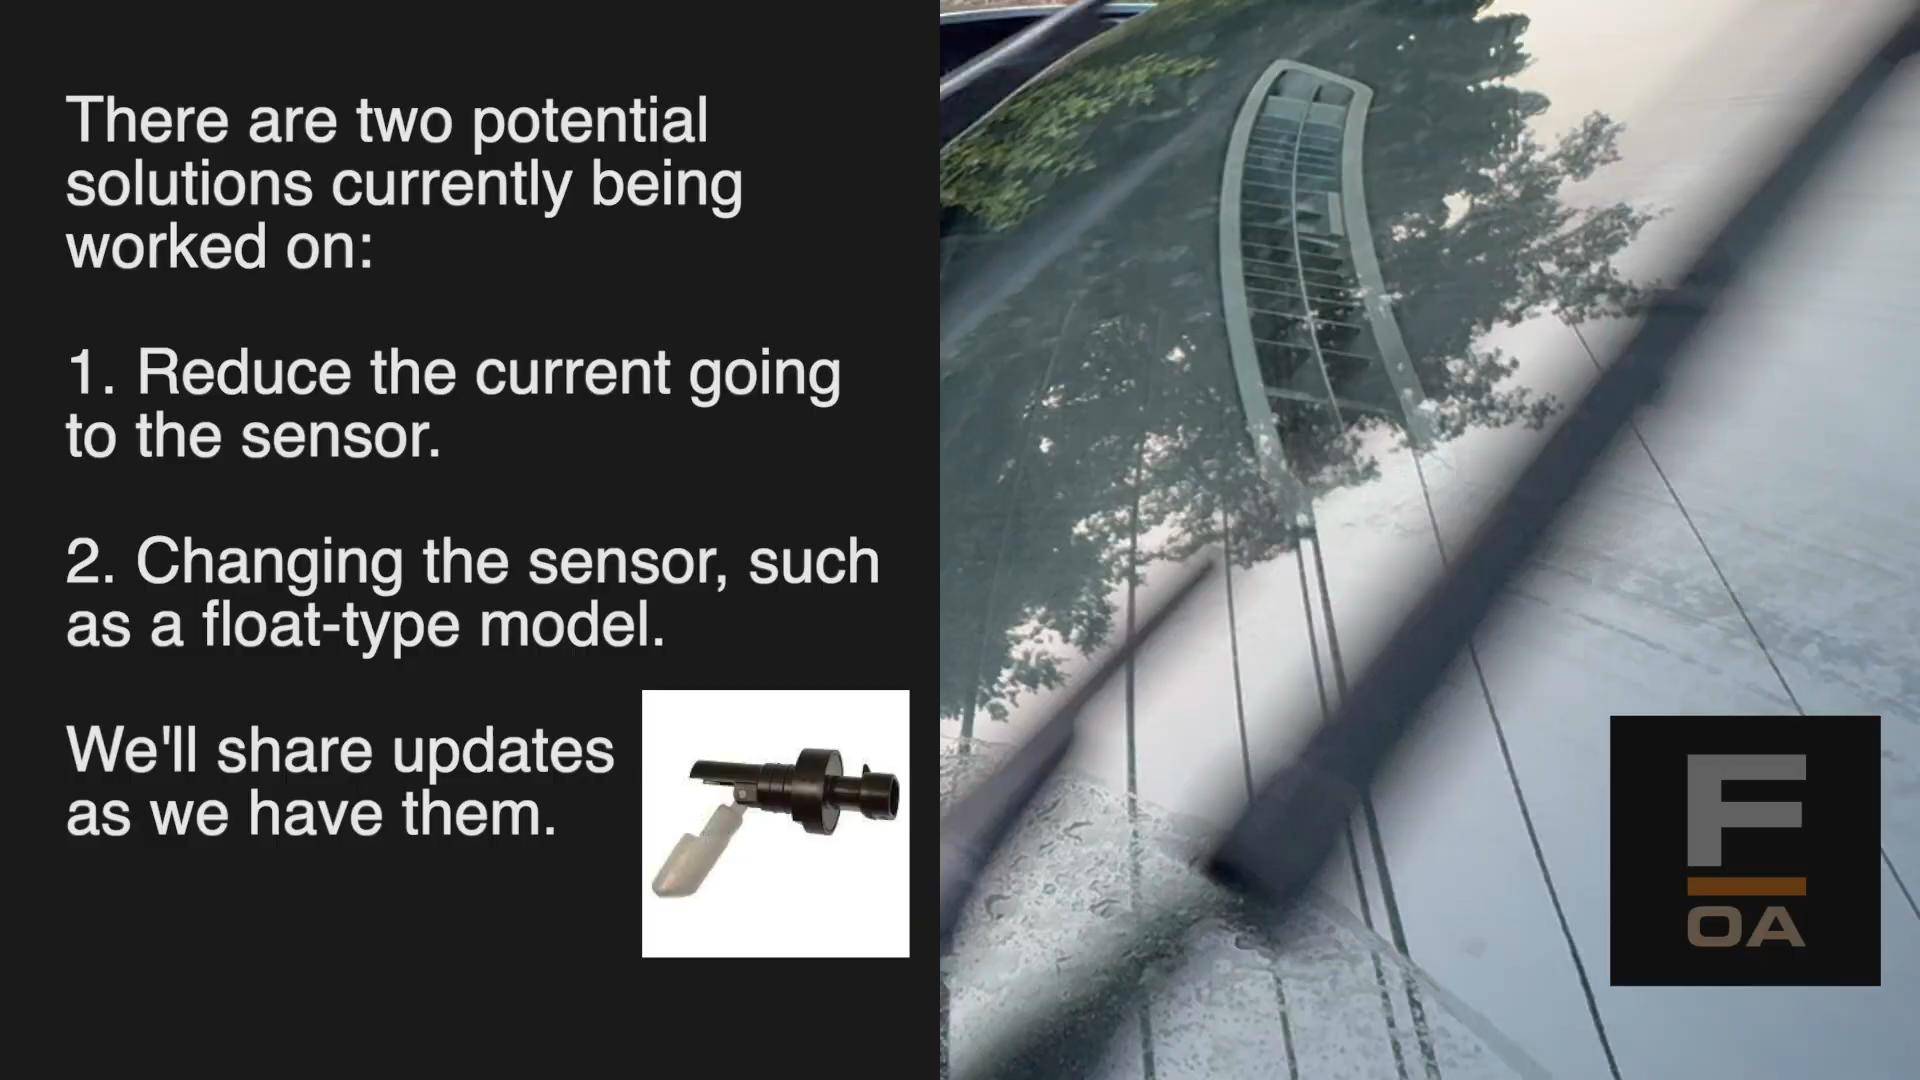 There are two potential
solutions currently being
worked on:
1. Reduce the current going
to the sensor.
2. Changing the sensor, such
as a float-type model.
We'll share updates
as we have them.
F
OA